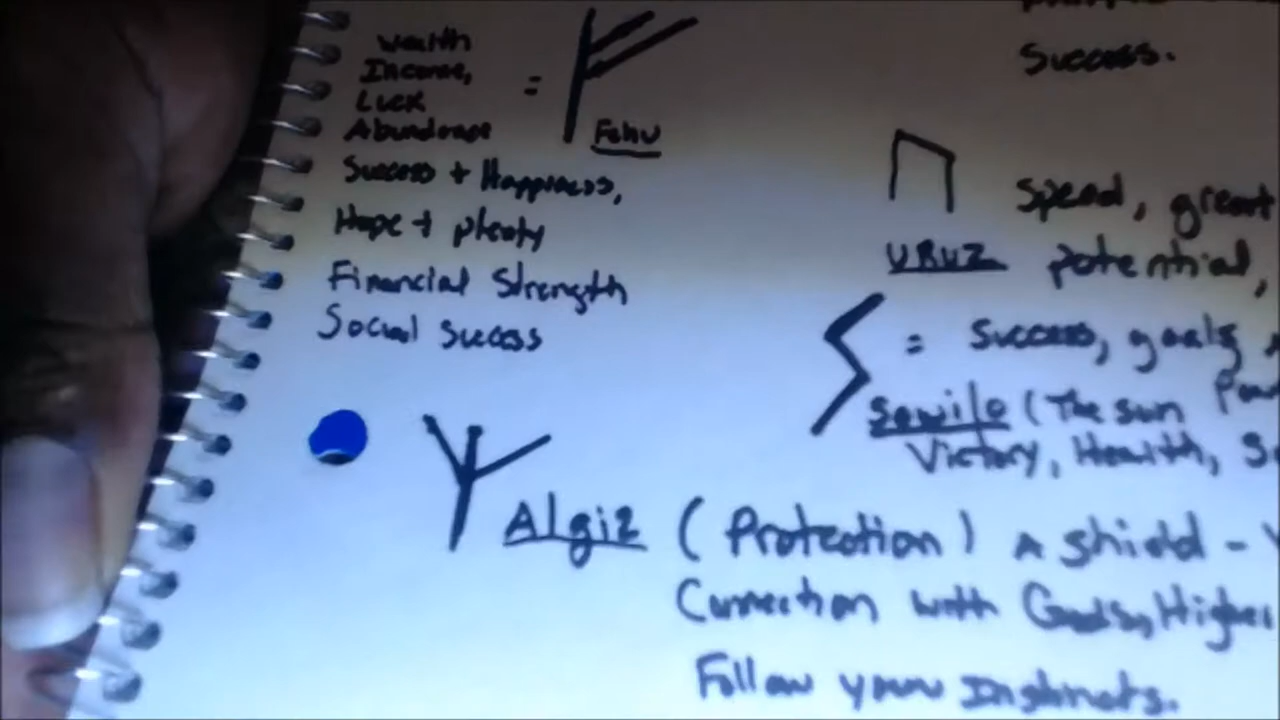 Wealth
Income,
Luck =
Abundance Fehu
Success + Happiness,
Hope + plenty
Financial Strength
Social success
Success.
Speed, great
URUZ potential,
= Success, goals,
Sowilo (The sun
Victory, Health,
Algiz (Protection) A shield -
Connection with Gods, Higher
Follow your Instincts.